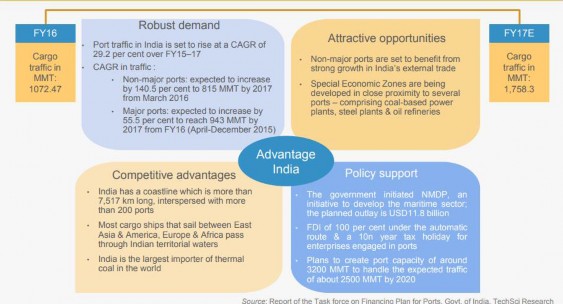 FY16
Cargo
traffic in
MMT:
1072.47
Robust demand
• Port traffic in India is set to rise at a CAGR of
29.2 per cent over FY15–17
• CAGR in traffic :
• Non-major ports: expected to increase
by 140.5 per cent to 815 MMT by 2017
from March 2016
• Major ports: expected to increase by
55.5 per cent to reach 943 MMT by
2017 from FY16 (April-December 2015)
Attractive opportunities
• Non-major ports are set to benefit from
strong growth in India's external trade
• Special Economic Zones are being
developed in close proximity to several
ports – comprising coal-based power
plants, steel plants & oil refineries
FY17E
Cargo
traffic in
MMT:
1,758.3
Advantage
India
Competitive advantages
• India has a coastline which is more than
7,517 km long, interspersed with more
than 200 ports
• Most cargo ships that sail between East
Asia & America, Europe & Africa pass
through Indian territorial waters
• India is the largest importer of thermal
coal in the world
Policy support
• The government initiated NMDP, an
initiative to develop the maritime sector;
the planned outlay is USD11.8 billion
• FDI of 100 per cent under the automatic
route & a 10n year tax holiday for
enterprises engaged in ports
• Plans to create port capacity of around
3200 MMT to handle the expected traffic
of about 2500 MMT by 2020
Source: Report of the Task force on Financing Plan for Ports, Govt. of India, TechSci Research